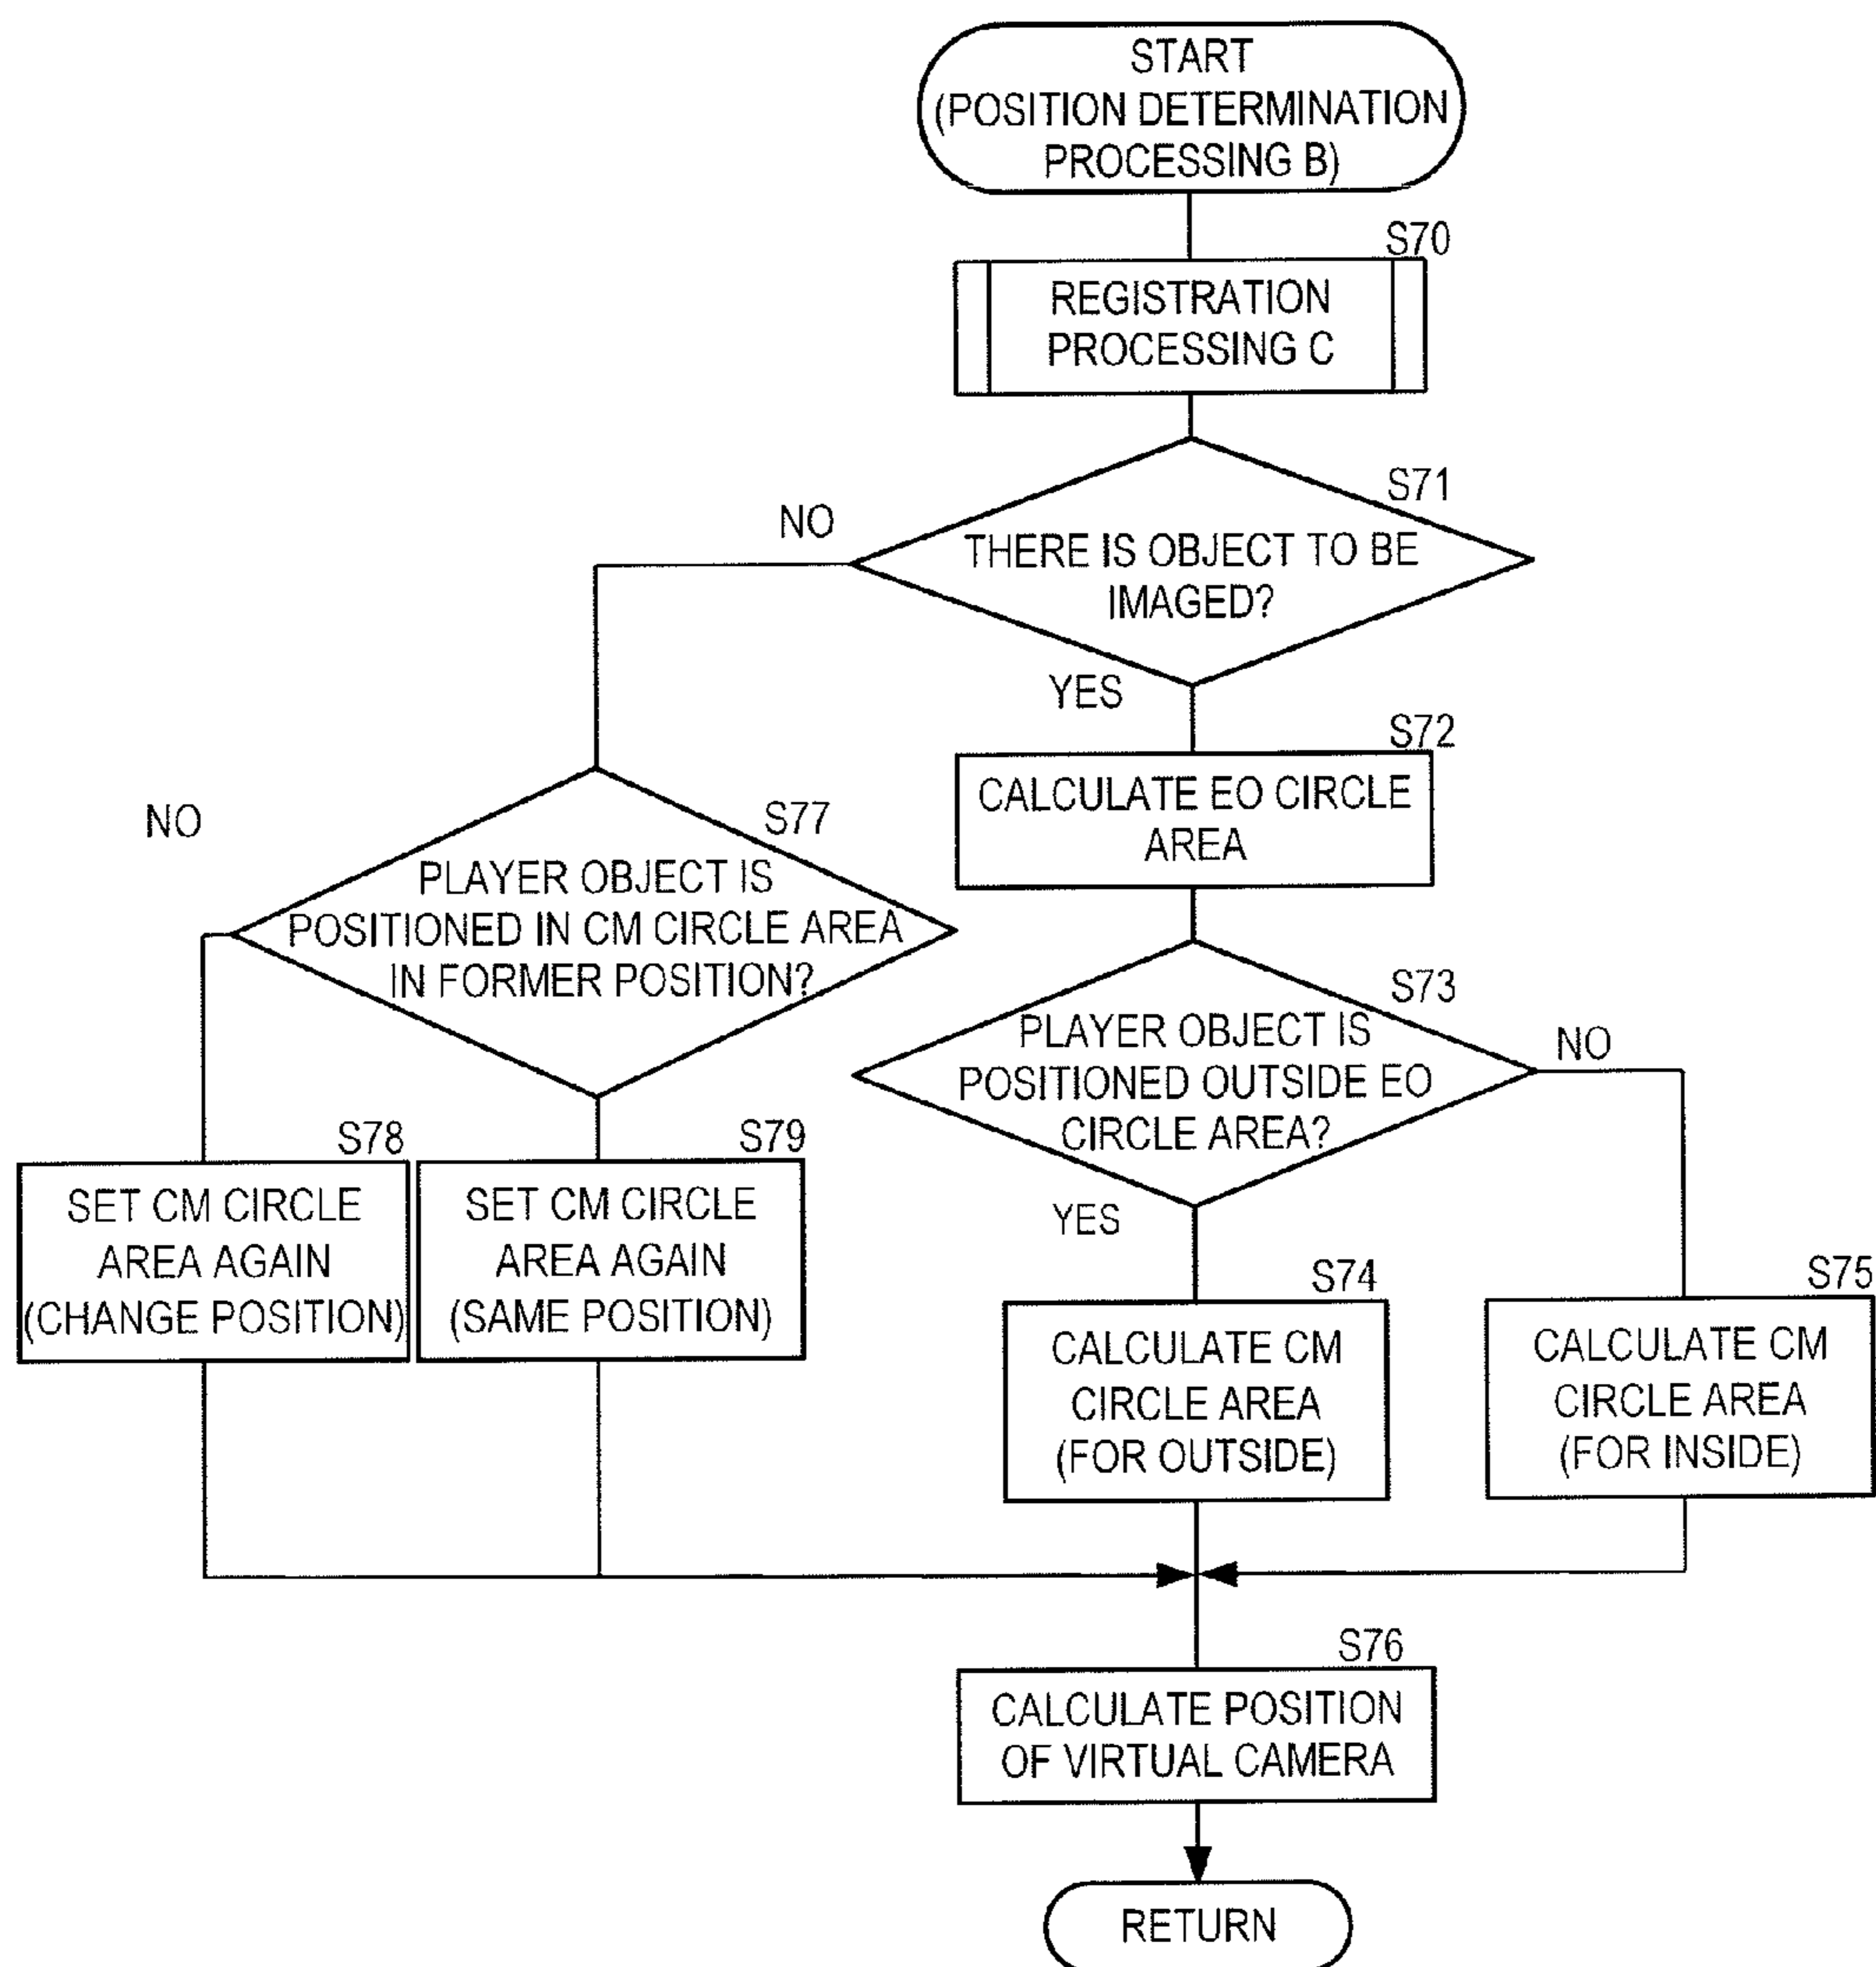 START
(POSITION DETERMINATION
PROCESSING B)
S70
REGISTRATION
PROCESSING C
S71
NO
THERE IS OBJECT TO BE
IMAGED?
YES
S72
CALCULATE EO CIRCLE
AREA
NO
S77
PLAYER OBJECT IS
POSITIONED IN CM CIRCLE AREA
IN FORMER POSITION?
S73
PLAYER OBJECT IS
POSITIONED OUTSIDE EO
CIRCLE AREA?
NO
YES
S78
SET CM CIRCLE
AREA AGAIN
(CHANGE POSITION)
S79
SET CM CIRCLE
AREA AGAIN
(SAME POSITION)
S74
CALCULATE CM
CIRCLE AREA
(FOR OUTSIDE)
S75
CALCULATE CM
CIRCLE AREA
(FOR INSIDE)
S76
CALCULATE POSITION
OF VIRTUAL CAMERA
RETURN